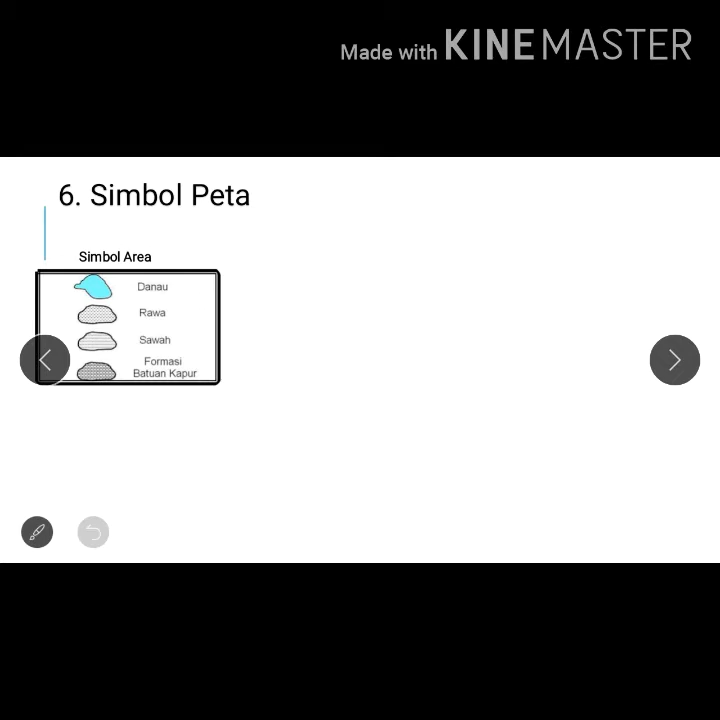 Made with KINEMASTER
6. Simbol Peta
Simbol Area
Danau
Rawa
Sawah
Formasi
Batuan Kapur